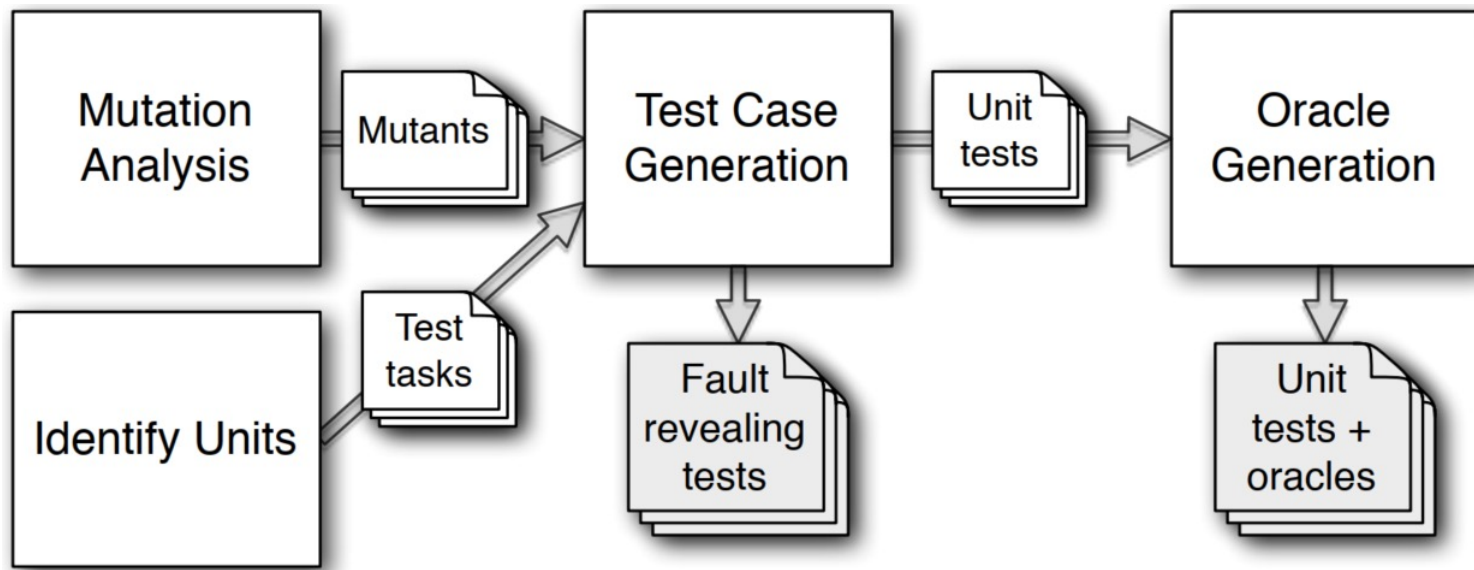 Mutation
Analysis
Mutants
Test Case
Generation
Unit
tests
Oracle
Generation
Identify Units
Test
tasks
Fault
revealing
tests
Unit
tests +
oracles